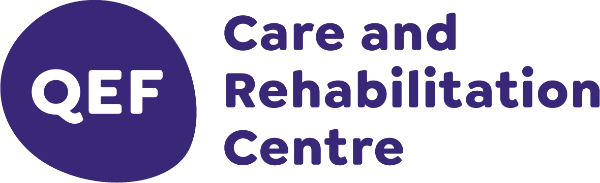 QEF
Care and
Rehabilitation
Centre